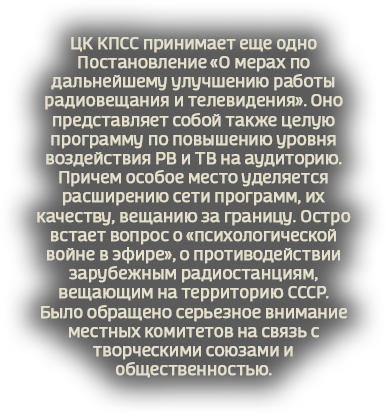 ЦК КПСС принимает еще одно
Постановление «О мерах по
дальнейшему улучшению работы
радиовещания и телевидения». Оно
представляет собой также целую
программу по повышению уровня
воздействия РВ и ТВ на аудиторию.
Причем особое место уделяется
расширению сети программ, их
качеству, вещанию за границу. Остро
встает вопрос о «психологической
войне в эфире», о противодействии
зарубежным радиостанциям,
вещающим на территорию СССР.
Было обращено серьезное внимание
местных комитетов на связь с
творческими союзами и
общественностью.